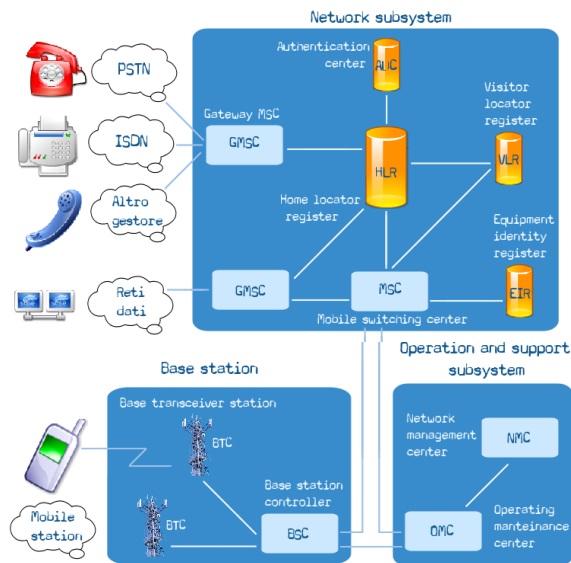 Network subsystem
Authentication
center
AUC
PSTN
Visitor
locator
register
Gateway MSC
ISDN
GMSC
HLR
VLR
Altro
gestore
Home locator
register
Equipment
identity
register
Reti
dati
GMSC
MSC
EIR
Mobile switching center
Base station
Operation and support
subsystem
Base transceiver station
BTC
Network
management
center
NMC
Base station
controller
Mobile
station
BTC
BSC
OMC
Operating
manteinance
center